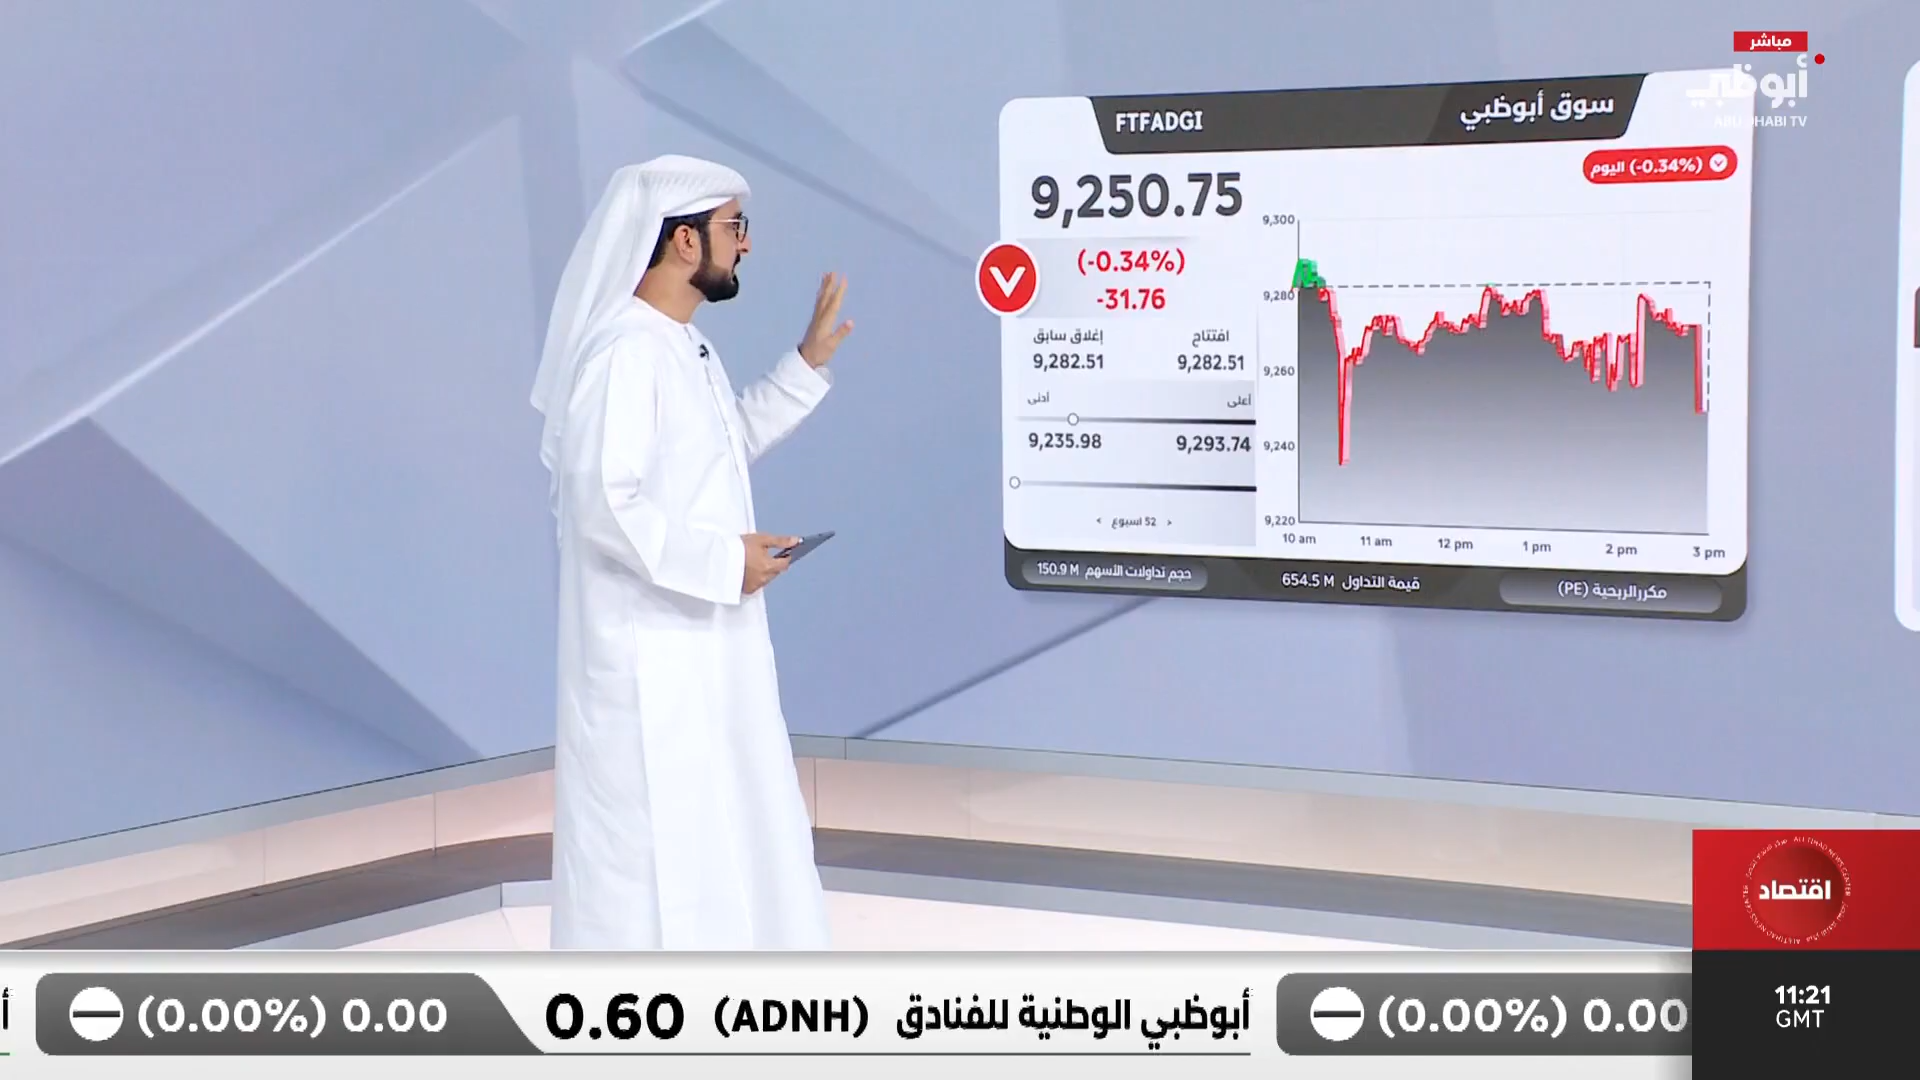 مباشر
أبوظبي
ABU DHABI TV
FTFADGI
سوق أبوظبي
اليوم (-0.34%)
9,250.75
(-0.34%)
-31.76
افتتاح
إغلاق سابق
9,282.51
9,282.51
أعلى
أدنى
9,235.98
9,293.74
< 52 اسبوع >
9,300
9,280
9,260
9,240
9,220
10 am
11 am
12 pm
1 pm
2 pm
3 pm
حجم تداولات الأسهم 150.9 M
قيمة التداول 654.5 M
مكررالربحية (PE)
اقتصاد
11:21
GMT
(0.00%) 0.00
أبوظبي الوطنية للفنادق (ADNH) 0.60
(0.00%) 0.00